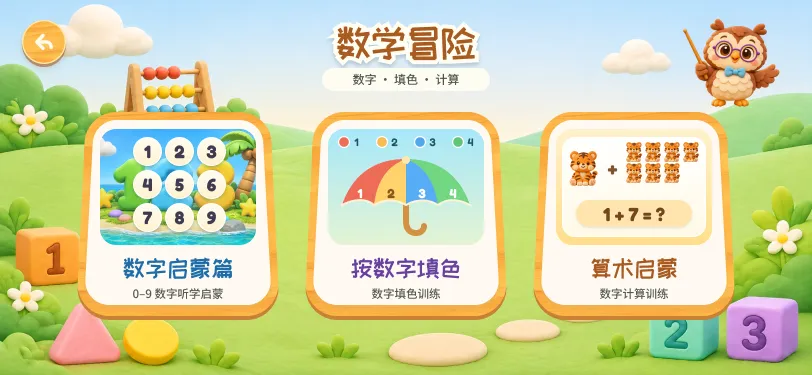 数学冒险
数字 · 填色 · 计算
1 2 3
4 5 6
7 8 9
数字启蒙篇
0-9 数字听学启蒙
1 2 3 4
1 2 3 4
按数字填色
数字填色训练
+
1+7=?
算术启蒙
数字计算训练
1
2
3